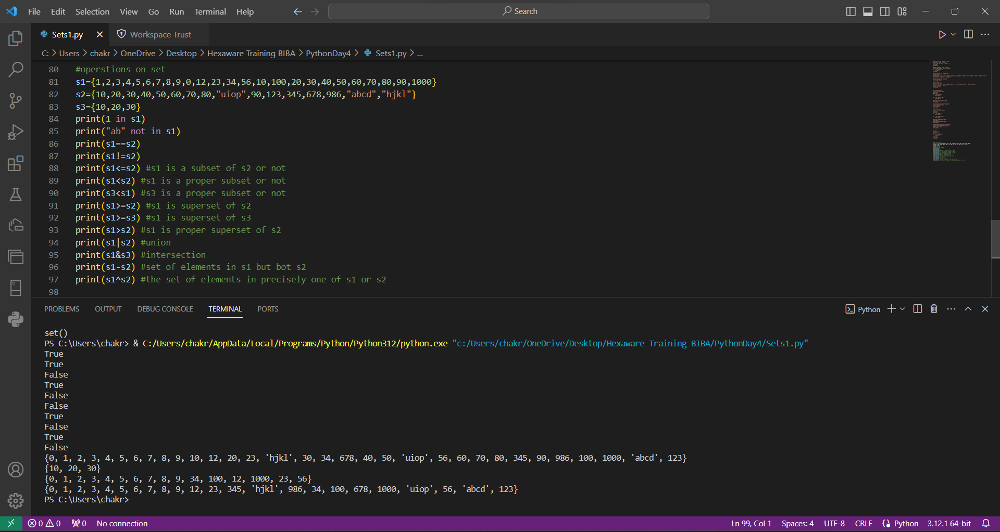 File Edit Selection View Go Run Terminal Help
Search
Sets1.py
Workspace Trust
C: > Users > chakr > OneDrive > Desktop > Hexaware Training BIBA > PythonDay4 > Sets1.py > ...
80 #operstions on set
81 s1={1,2,3,4,5,6,7,8,9,0,12,23,34,56,10,100,20,30,40,50,60,70,80,90,1000}
82 s2={10,20,30,40,50,60,70,80,"uiop",90,123,345,678,986,"abcd","hjkl"}
83 s3={10,20,30}
84 print(1 in s1)
85 print("ab" not in s1)
86 print(s1==s2)
87 print(s1!=s2)
88 print(s1<=s2) #s1 is a subset of s2 or not
89 print(s1<s2) #s1 is a proper subset or not
90 print(s3<s1) #s3 is a proper subset or not
91 print(s1>=s2) #s1 is superset of s2
92 print(s1>=s3) #s1 is superset of s3
93 print(s1>s2) #s1 is proper superset of s2
94 print(s1|s2) #union
95 print(s1&s3) #intersection
96 print(s1-s2) #set of elements in s1 but bot s2
97 print(s1^s2) #the set of elements in precisely one of s1 or s2
98
PROBLEMS OUTPUT DEBUG CONSOLE TERMINAL PORTS
Python
set()
PS C:\Users\chakr> & C:/Users/chakr/AppData/Local/Programs/Python/Python312/python.exe "c:/Users/chakr/OneDrive/Desktop/Hexaware Training BIBA/PythonDay4/Sets1.py"
True
True
False
True
False
False
True
False
True
False
{0, 1, 2, 3, 4, 5, 6, 7, 8, 9, 10, 12, 20, 23, 'hjkl', 30, 34, 678, 40, 50, 'uiop', 56, 60, 70, 80, 345, 90, 986, 100, 1000, 'abcd', 123}
{10, 20, 30}
{0, 1, 2, 3, 4, 5, 6, 7, 8, 9, 34, 100, 12, 1000, 23, 56}
{0, 1, 2, 3, 4, 5, 6, 7, 8, 9, 12, 23, 345, 'hjkl', 986, 34, 100, 678, 1000, 'uiop', 56, 'abcd', 123}
PS C:\Users\chakr>
0 0 0 No connection
Ln 99, Col 1 Spaces: 4 UTF-8 CRLF Python 3.12.1 64-bit